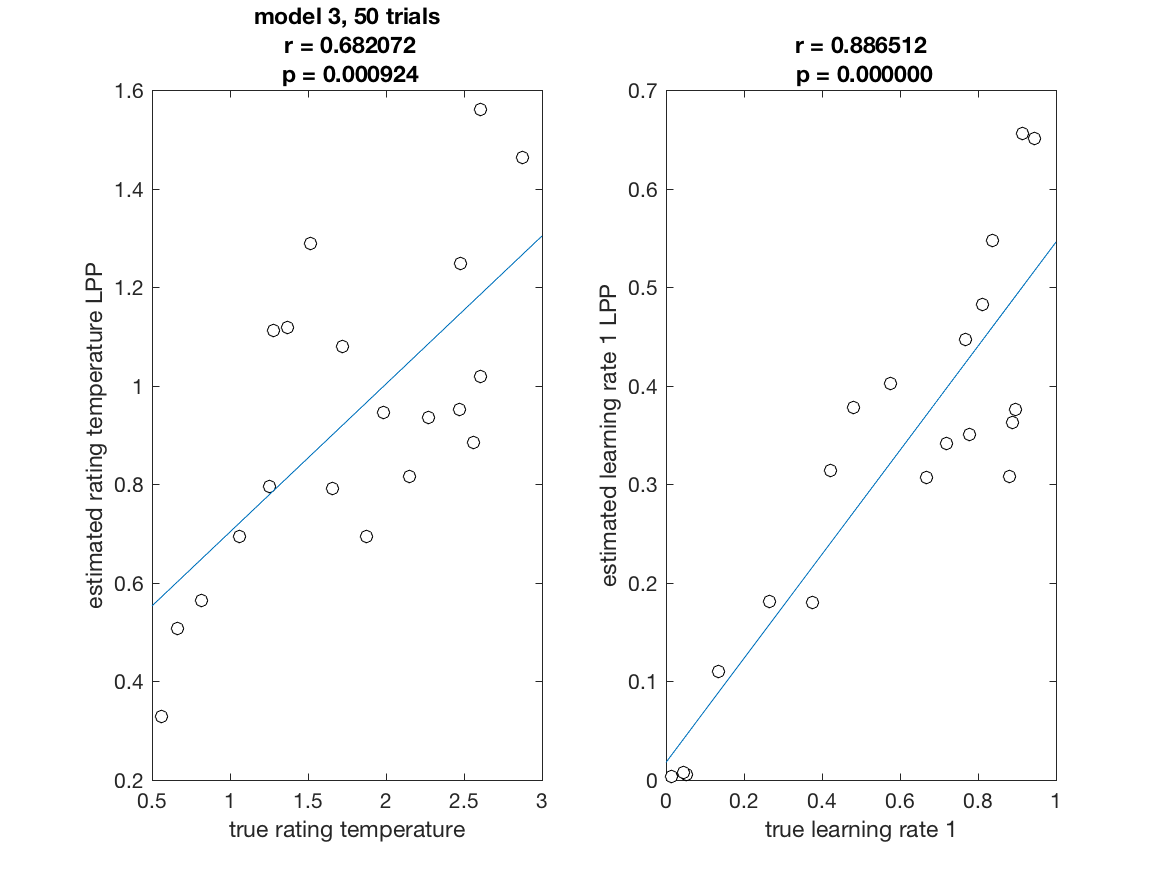 model 3, 50 trials
r = 0.682072
p = 0.000924
estimated rating temperature LPP
1.6
1.4
1.2
1
0.8
0.6
0.4
0.2
0.5 1 1.5 2 2.5 3
true rating temperature
r = 0.886512
p = 0.000000
estimated learning rate 1 LPP
0.7
0.6
0.5
0.4
0.3
0.2
0.1
0
0 0.2 0.4 0.6 0.8 1
true learning rate 1